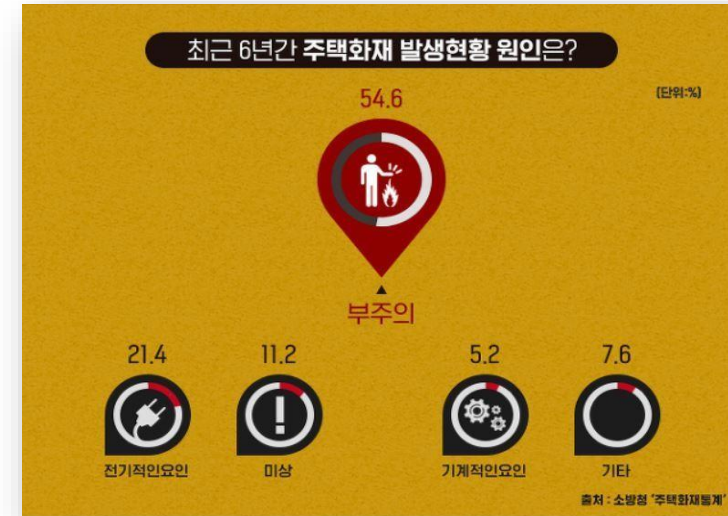 최근 6년간 주택화재 발생현황 원인은?
(단위:%)
54.6
부주의
21.4
11.2
5.2
7.6
전기적인요인
미상
기계적인요인
기타
출처 : 소방청 '주택화재통계'